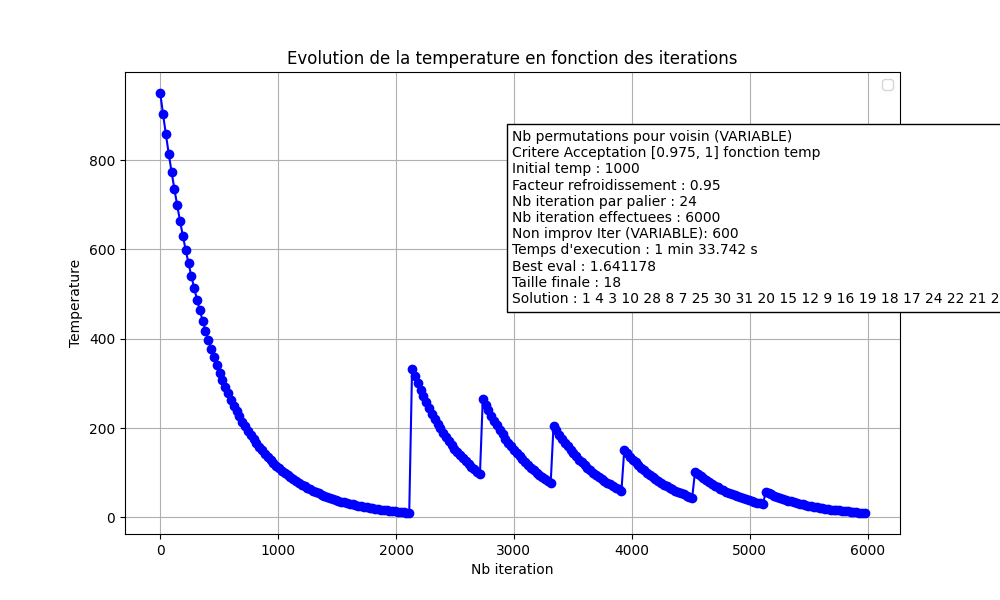 Evolution de la temperature en fonction des iterations
Nb permutations pour voisin (VARIABLE)
Critere Acceptation [0.975, 1] fonction temp
Initial temp : 1000
Facteur refroidissement : 0.95
Nb iteration par palier : 24
Nb iteration effectuees : 6000
Non improv Iter (VARIABLE): 600
Temps d'execution : 1 min 33.742 s
Best eval : 1.641178
Taille finale : 18
Solution : 1 4 3 10 28 8 7 25 30 31 20 15 12 9 16 19 18 17 24 22 21 2
Temperature
800
600
400
200
0
0 1000 2000 3000 4000 5000 6000
Nb iteration